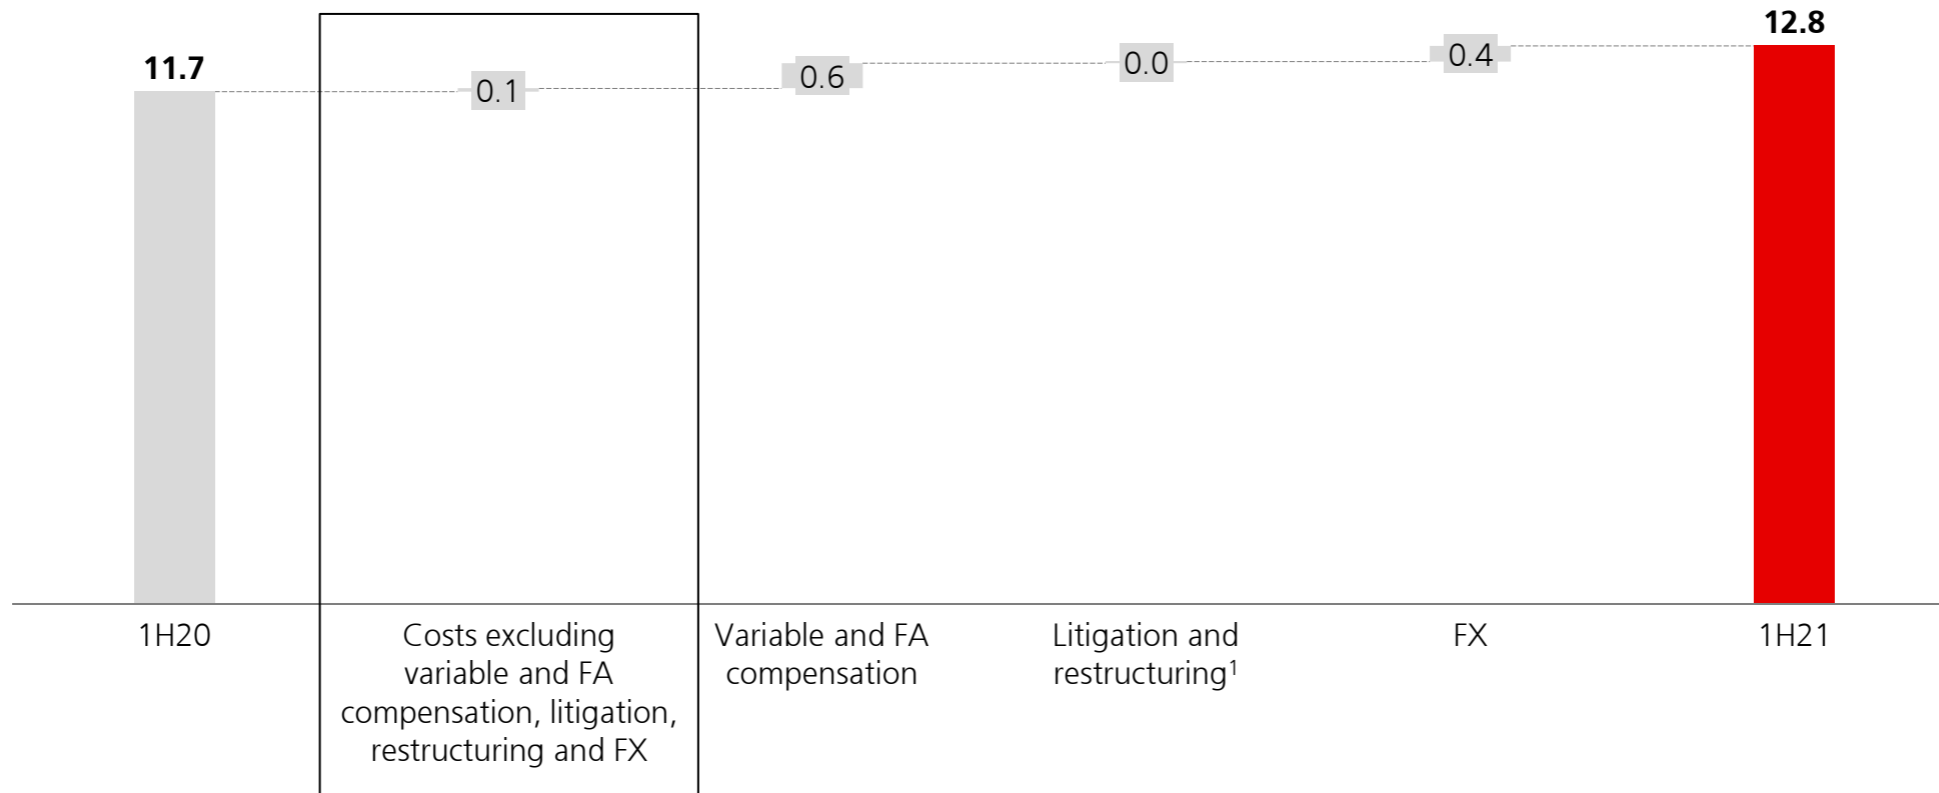 11.7
0.1
0.6
0.0
0.4
12.8
1H20
Costs excluding
variable and FA
compensation, litigation,
restructuring and FX
Variable and FA
compensation
Litigation and
restructuring¹
FX
1H21